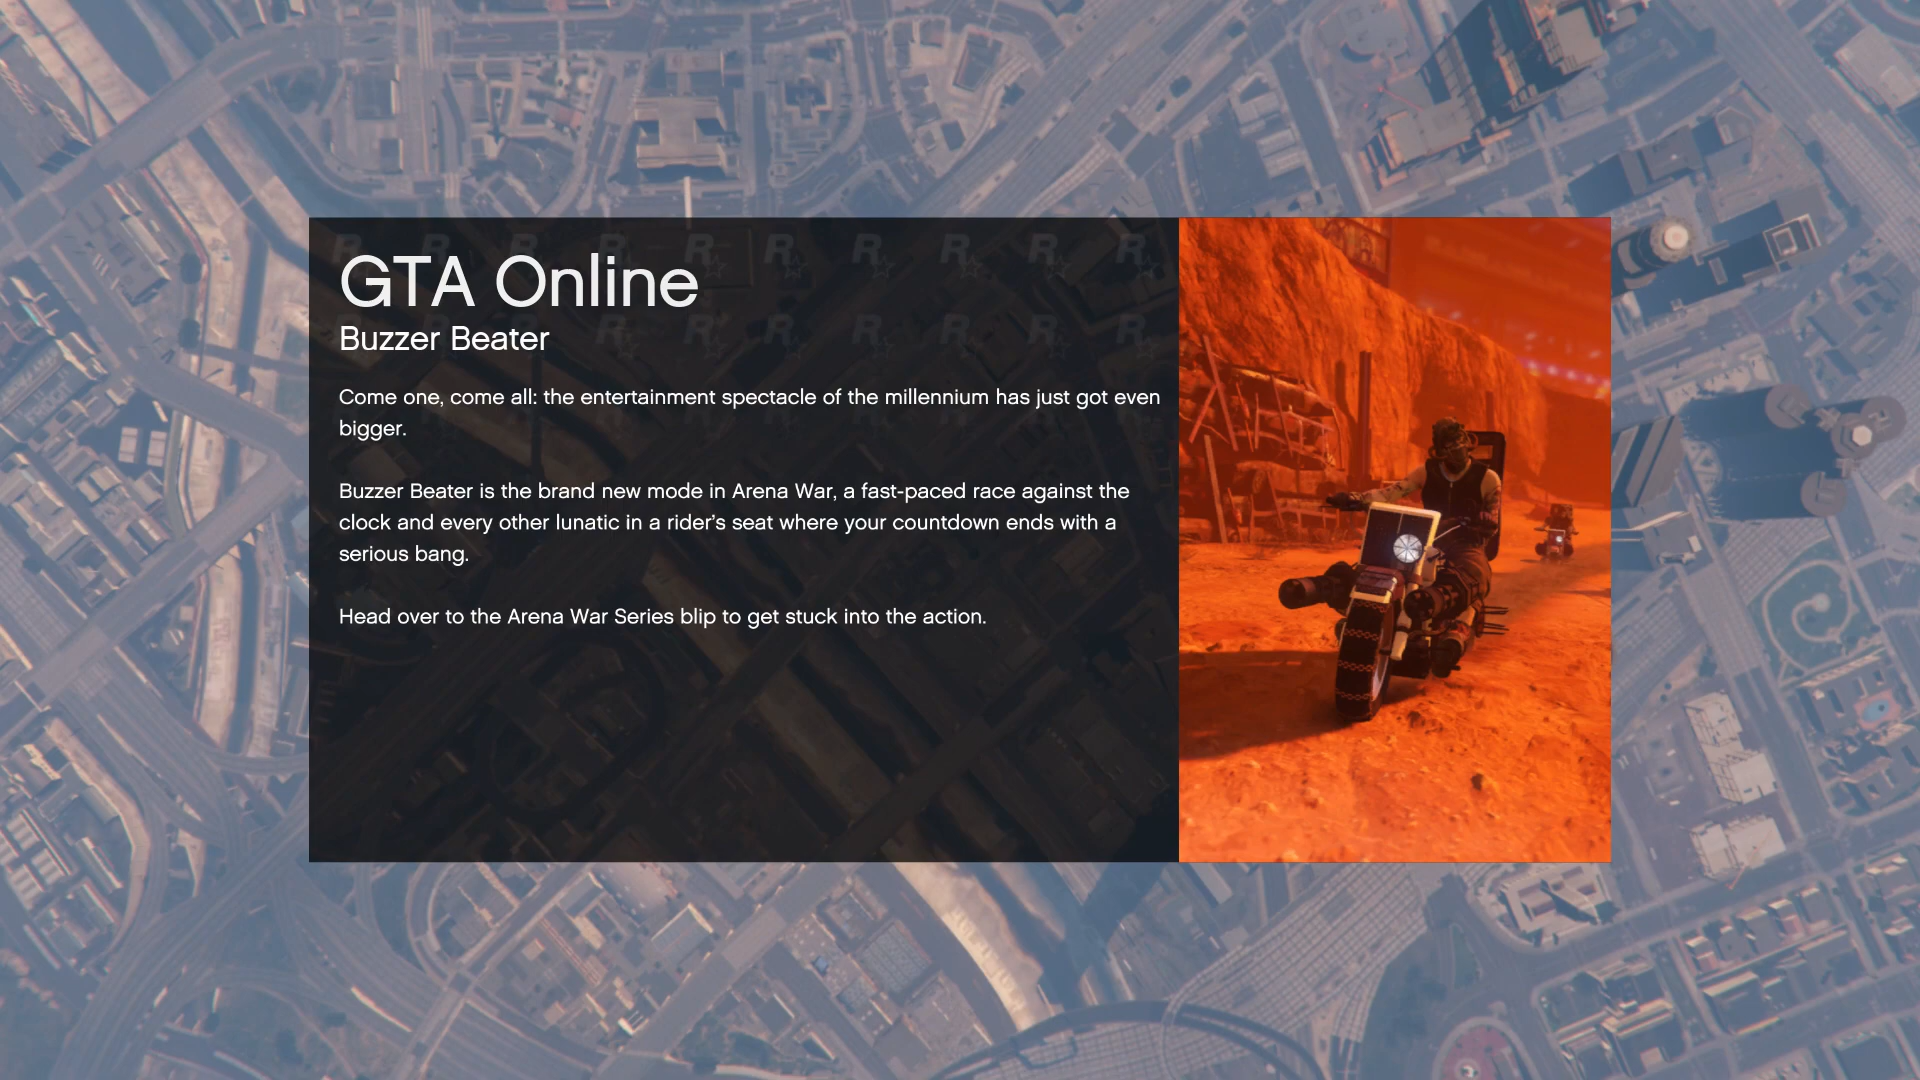 GTA Online
Buzzer Beater
Come one, come all: the entertainment spectacle of the millennium has just got even
bigger.
Buzzer Beater is the brand new mode in Arena War, a fast-paced race against the
clock and every other lunatic in a rider’s seat where your countdown ends with a
serious bang.
Head over to the Arena War Series blip to get stuck into the action.